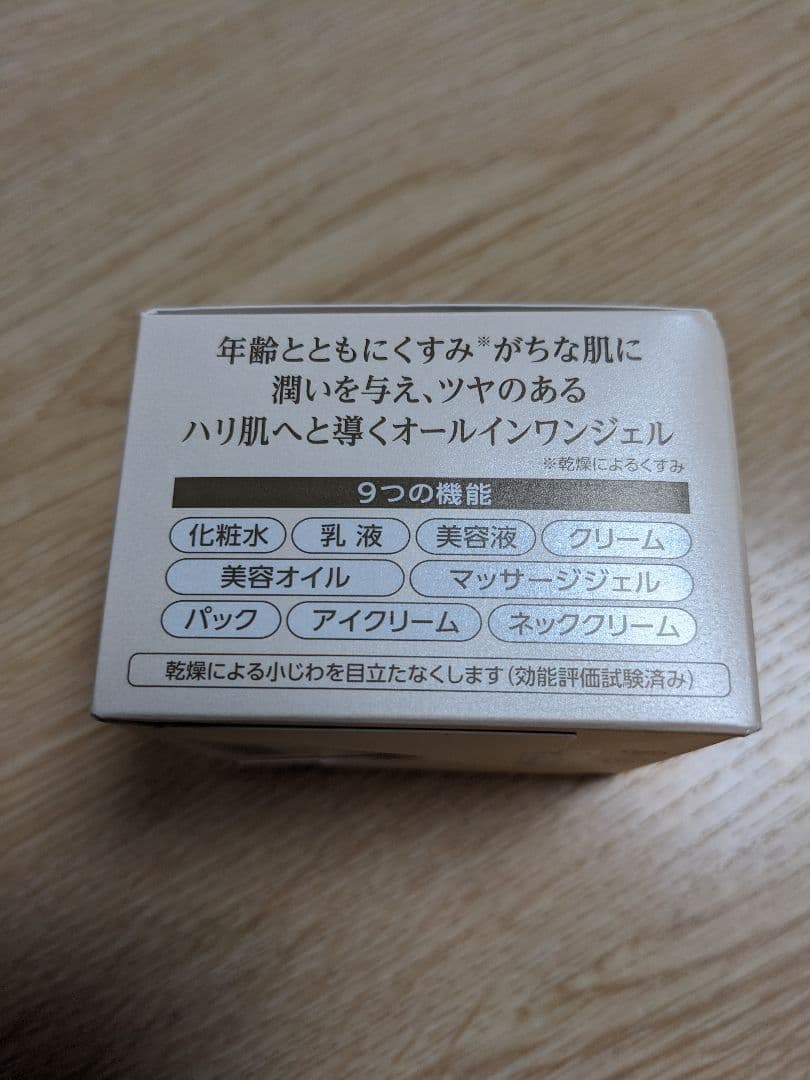 年齢とともにくすみ※がちな肌に
潤いを与え、ツヤのある
ハリ肌へと導くオールインワンジェル
※乾燥によるくすみ
9つの機能
化粧水 乳液 美容液 クリーム
美容オイル マッサージジェル
パック アイクリーム ネッククリーム
乾燥による小じわを目立たなくします(効能評価試験済み)